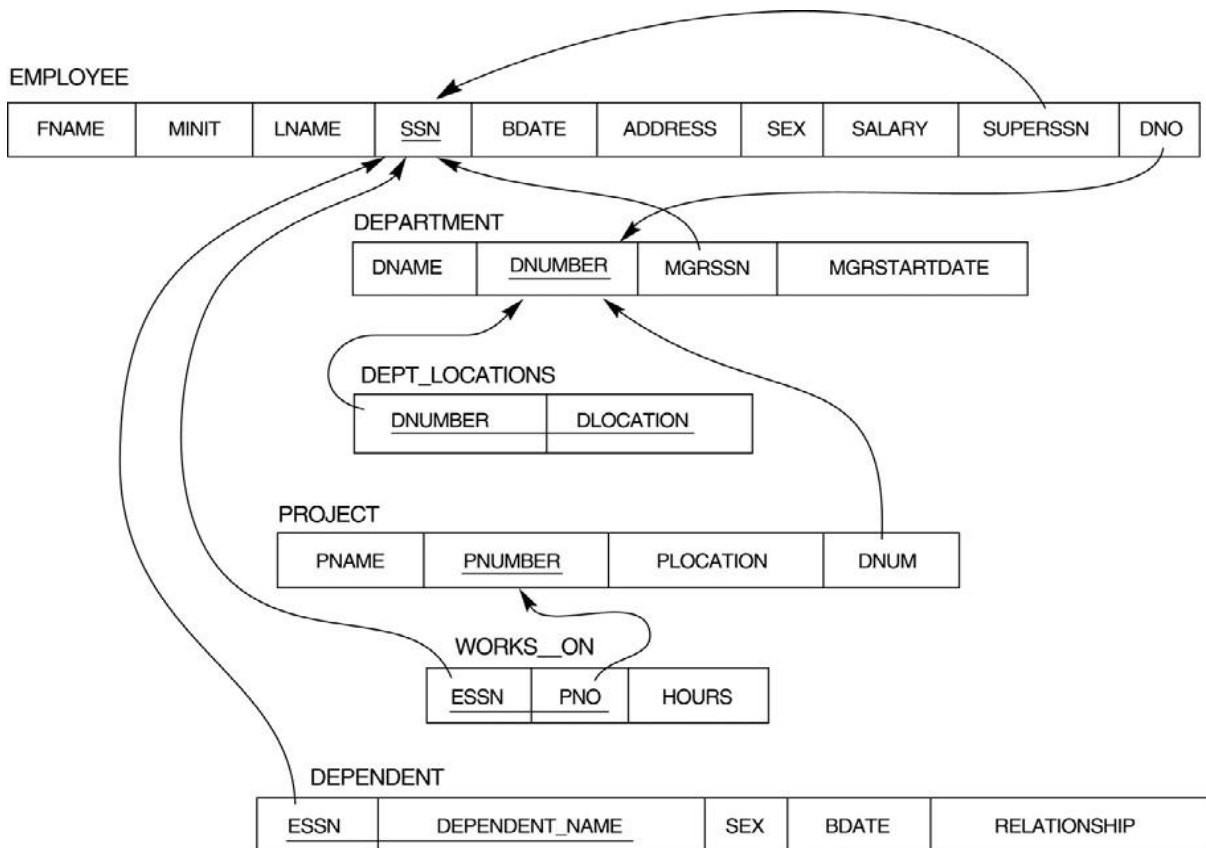 EMPLOYEE
FNAME MINIT LNAME SSN BDATE ADDRESS SEX SALARY SUPERSSN DNO
DEPARTMENT
DNAME DNUMBER MGRSSN MGRSTARTDATE
DEPT_LOCATIONS
DNUMBER DLOCATION
PROJECT
PNAME PNUMBER PLOCATION DNUM
WORKS__ON
ESSN PNO HOURS
DEPENDENT
ESSN DEPENDENT_NAME SEX BDATE RELATIONSHIP